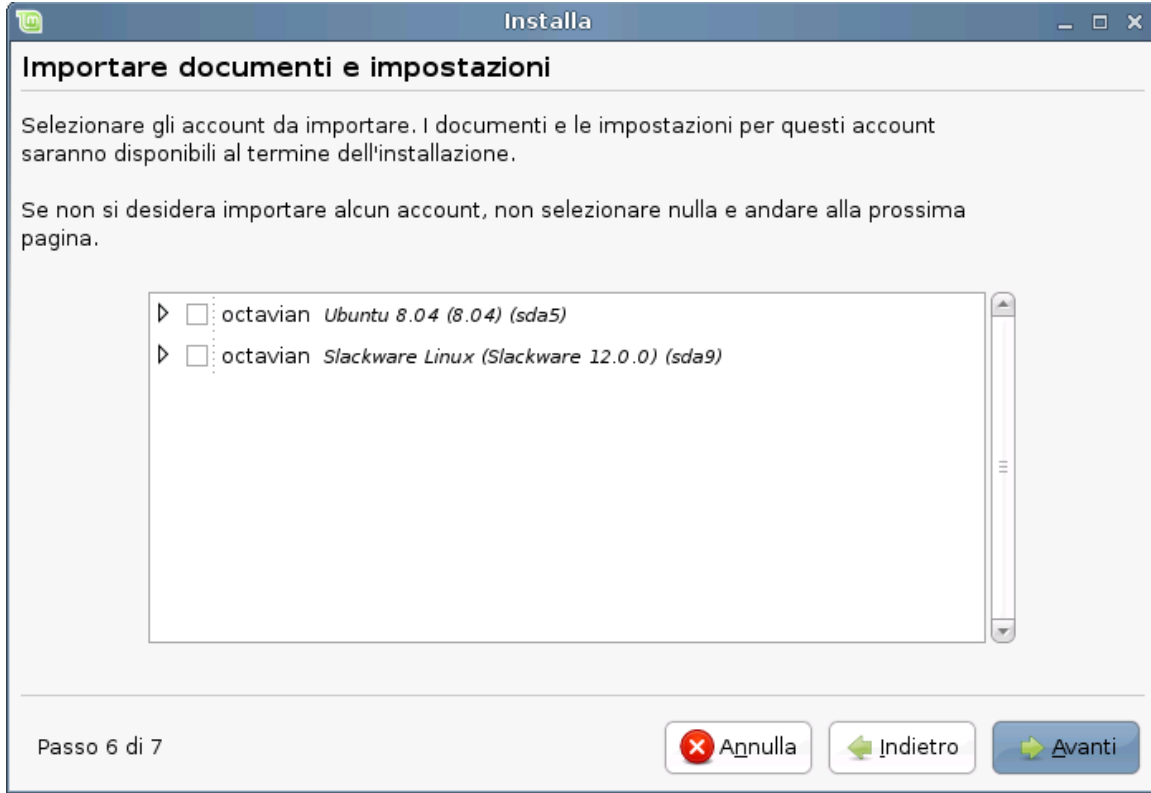 Installa
Importare documenti e impostazioni
Selezionare gli account da importare. I documenti e le impostazioni per questi account
saranno disponibili al termine dell'installazione.
Se non si desidera importare alcun account, non selezionare nulla e andare alla prossima
pagina.
octavian Ubuntu 8.04 (8.04) (sda5)
octavian Slackware Linux (Slackware 12.0.0) (sda9)
Passo 6 di 7
Annulla
Indietro
Avanti